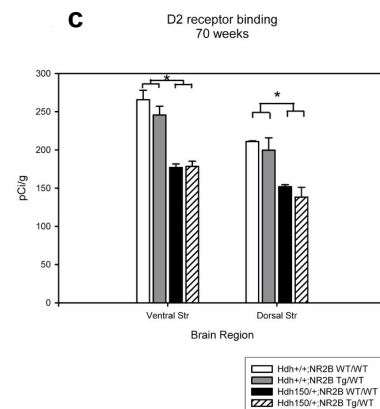 C
D2 receptor binding
70 weeks
300
250
200
150
100
50
0
pCi/g
*
*
Ventral Str
Dorsal Str
Brain Region
Hdh+/+;NR2B WT/WT
Hdh+/+;NR2B Tg/WT
Hdh150/+;NR2B WT/WT
Hdh150/+;NR2B Tg/WT